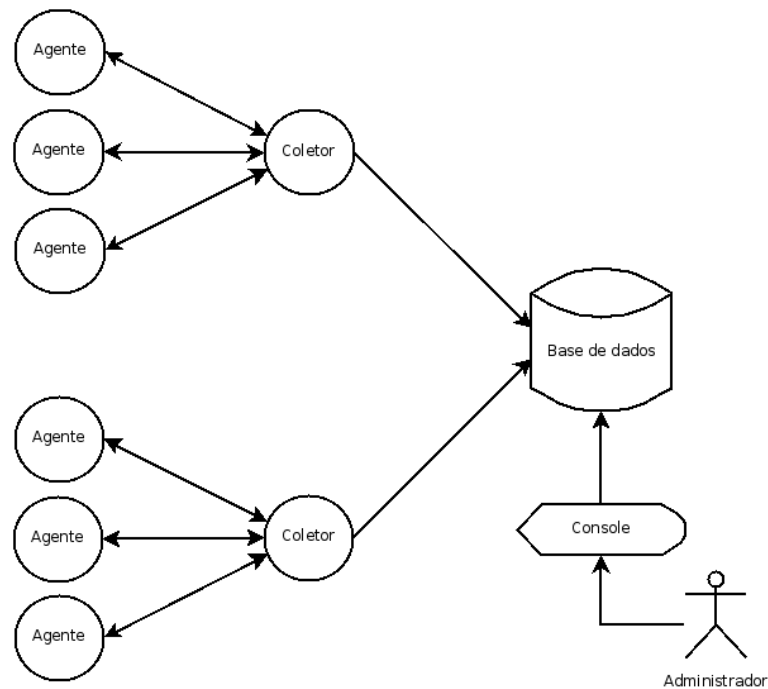 Agente
Agente
Coletor
Agente
Base de dados
Agente
Agente
Coletor
Console
Agente
Administrador